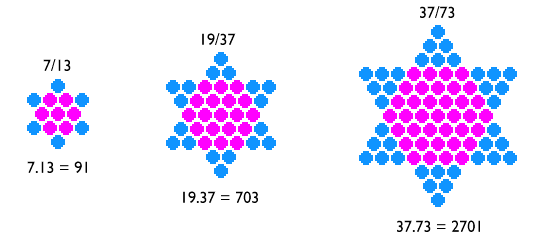 7/13
7.13 = 91
19/37
19.37 = 703
37/73
37.73 = 2701